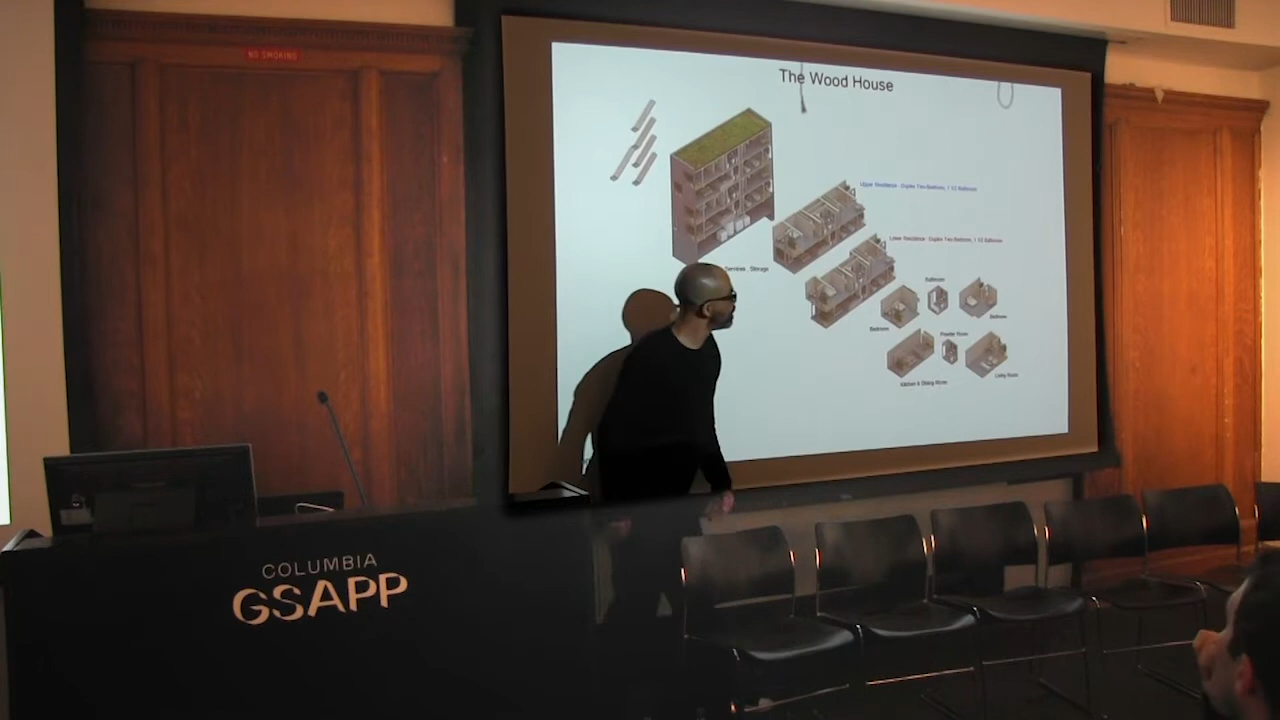 NO SMOKING
The Wood House
Upper Residence - Duplex Two-Bedroom, 1 1/2 Bathroom
Lower Residence - Duplex Two-Bedroom, 1 1/2 Bathroom
Services . Storage
Bathroom
Bedroom
Bedroom
Powder Room
Kitchen & Dining Room
Living Room
COLUMBIA
GSAPP